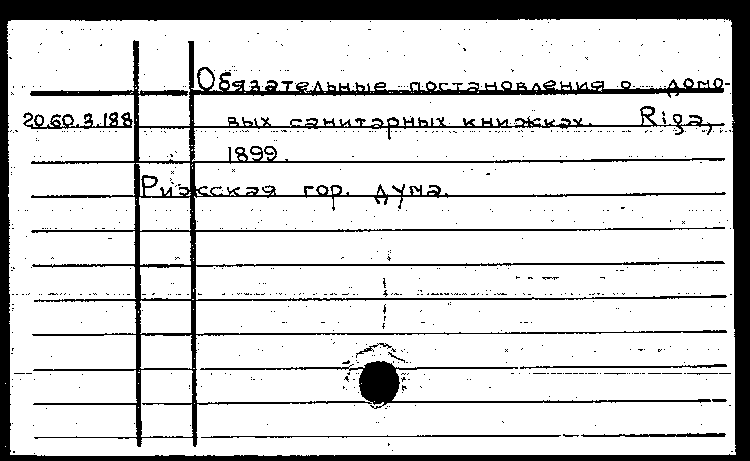 Обязательные постановления о домо-
20.60.3.188 вых санитарных книжках. Riga,
1899.
Рижская гор. дума.